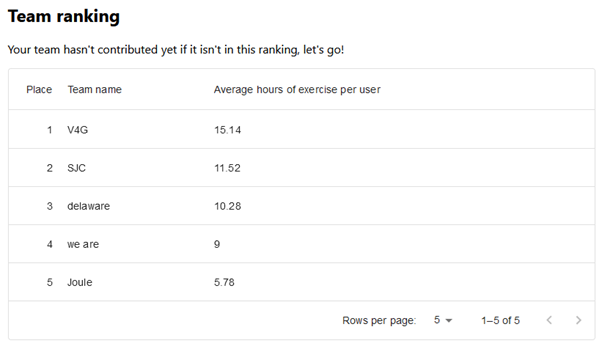 Team ranking
Your team hasn't contributed yet if it isn't in this ranking, let's go!
Place Team name Average hours of exercise per user
1 V4G 15.14
2 SJC 11.52
3 delaware 10.28
4 we are 9
5 Joule 5.78
Rows per page: 5 1–5 of 5